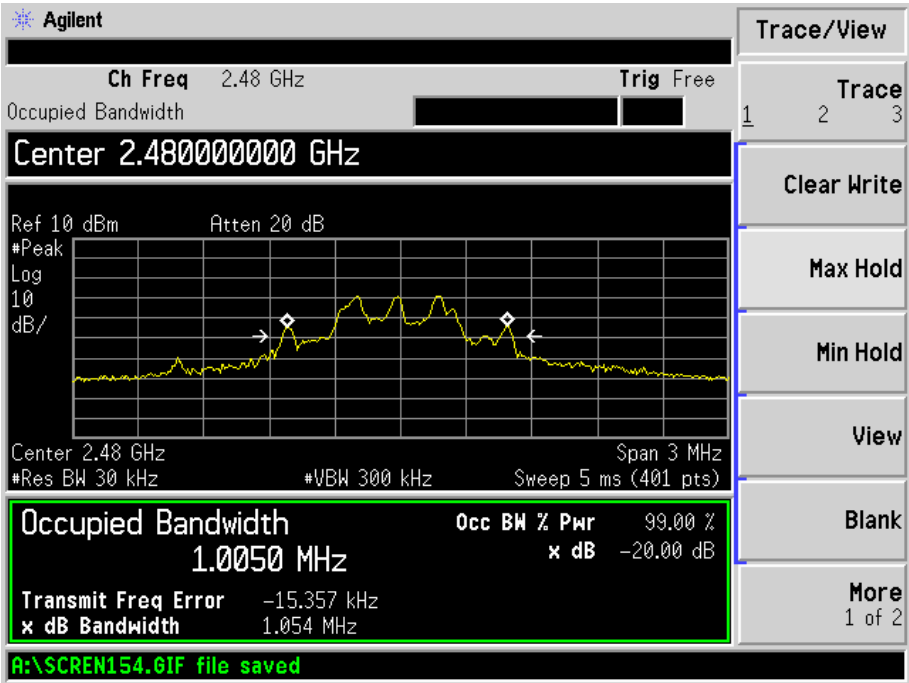 Agilent
Trace/View
Ch Freq 2.48 GHz Trig Free
Occupied Bandwidth
Center 2.480000000 GHz
Ref 10 dBm Atten 20 dB
#Peak
Log
10
dB/
Center 2.48 GHz Span 3 MHz
#Res BW 30 kHz #VBW 300 kHz Sweep 5 ms (401 pts)
Occupied Bandwidth
1.0050 MHz
Occ BW % Pwr 99.00 %
x dB -20.00 dB
Transmit Freq Error -15.357 kHz
x dB Bandwidth 1.054 MHz
A:\SCREN154.GIF file saved
Trace
1 2 3
Clear Write
Max Hold
Min Hold
View
Blank
More
1 of 2